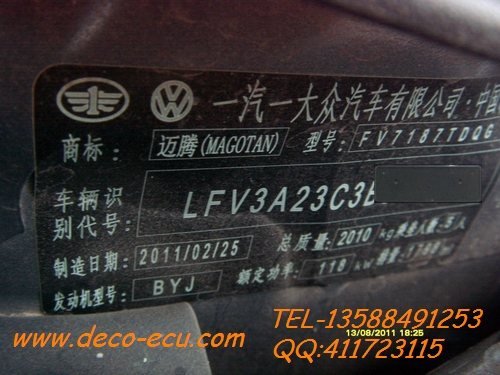 一汽一大众汽车有限公司·中国
商标: 迈腾(MAGOTAN) 型号: FV7187TDQG
车辆识别代号: LFV3A23C3B
制造日期: 2011/02/25 总质量: 2010 kg 乘坐人数: 5人
发动机型号: BYJ 额定功率: 118 kw 排量:
TEL-13588491253
www.deco-ecu.com QQ:411723115
13/08/2011 18:25